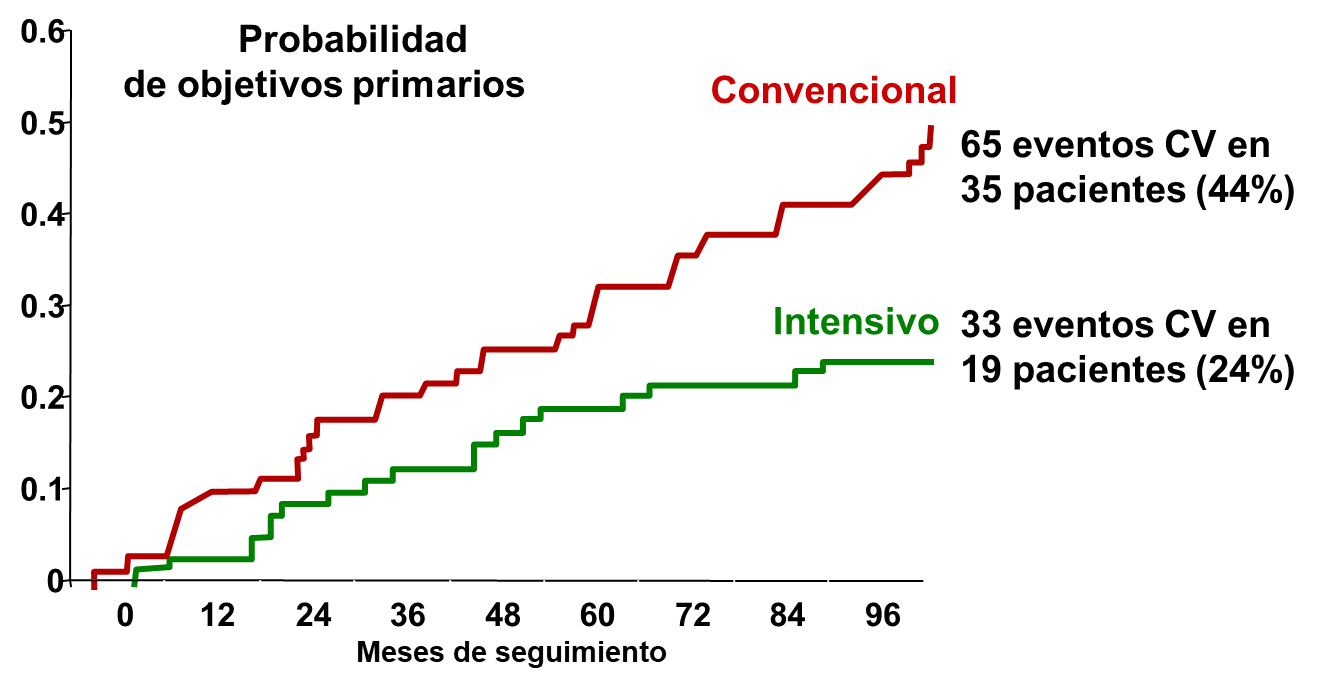 Probabilidad
de objetivos primarios
0.6
0.5
0.4
0.3
0.2
0.1
0
Convencional
65 eventos CV en
35 pacientes (44%)
Intensivo
33 eventos CV en
19 pacientes (24%)
0 12 24 36 48 60 72 84 96
Meses de seguimiento